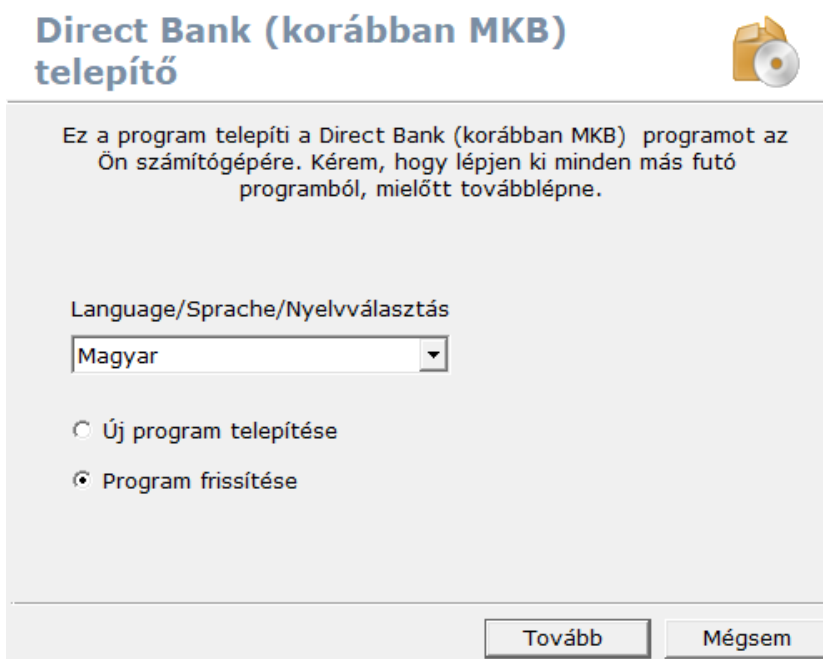 Direct Bank (korábban MKB)
telepítő
Ez a program telepíti a Direct Bank (korábban MKB)  programot az
Ön számítógépére. Kérem, hogy lépjen ki minden más futó
programból, mielőtt továbblépne.
Language/Sprache/Nyelvválasztás
Magyar
Új program telepítése
Program frissítése
Tovább
Mégsem